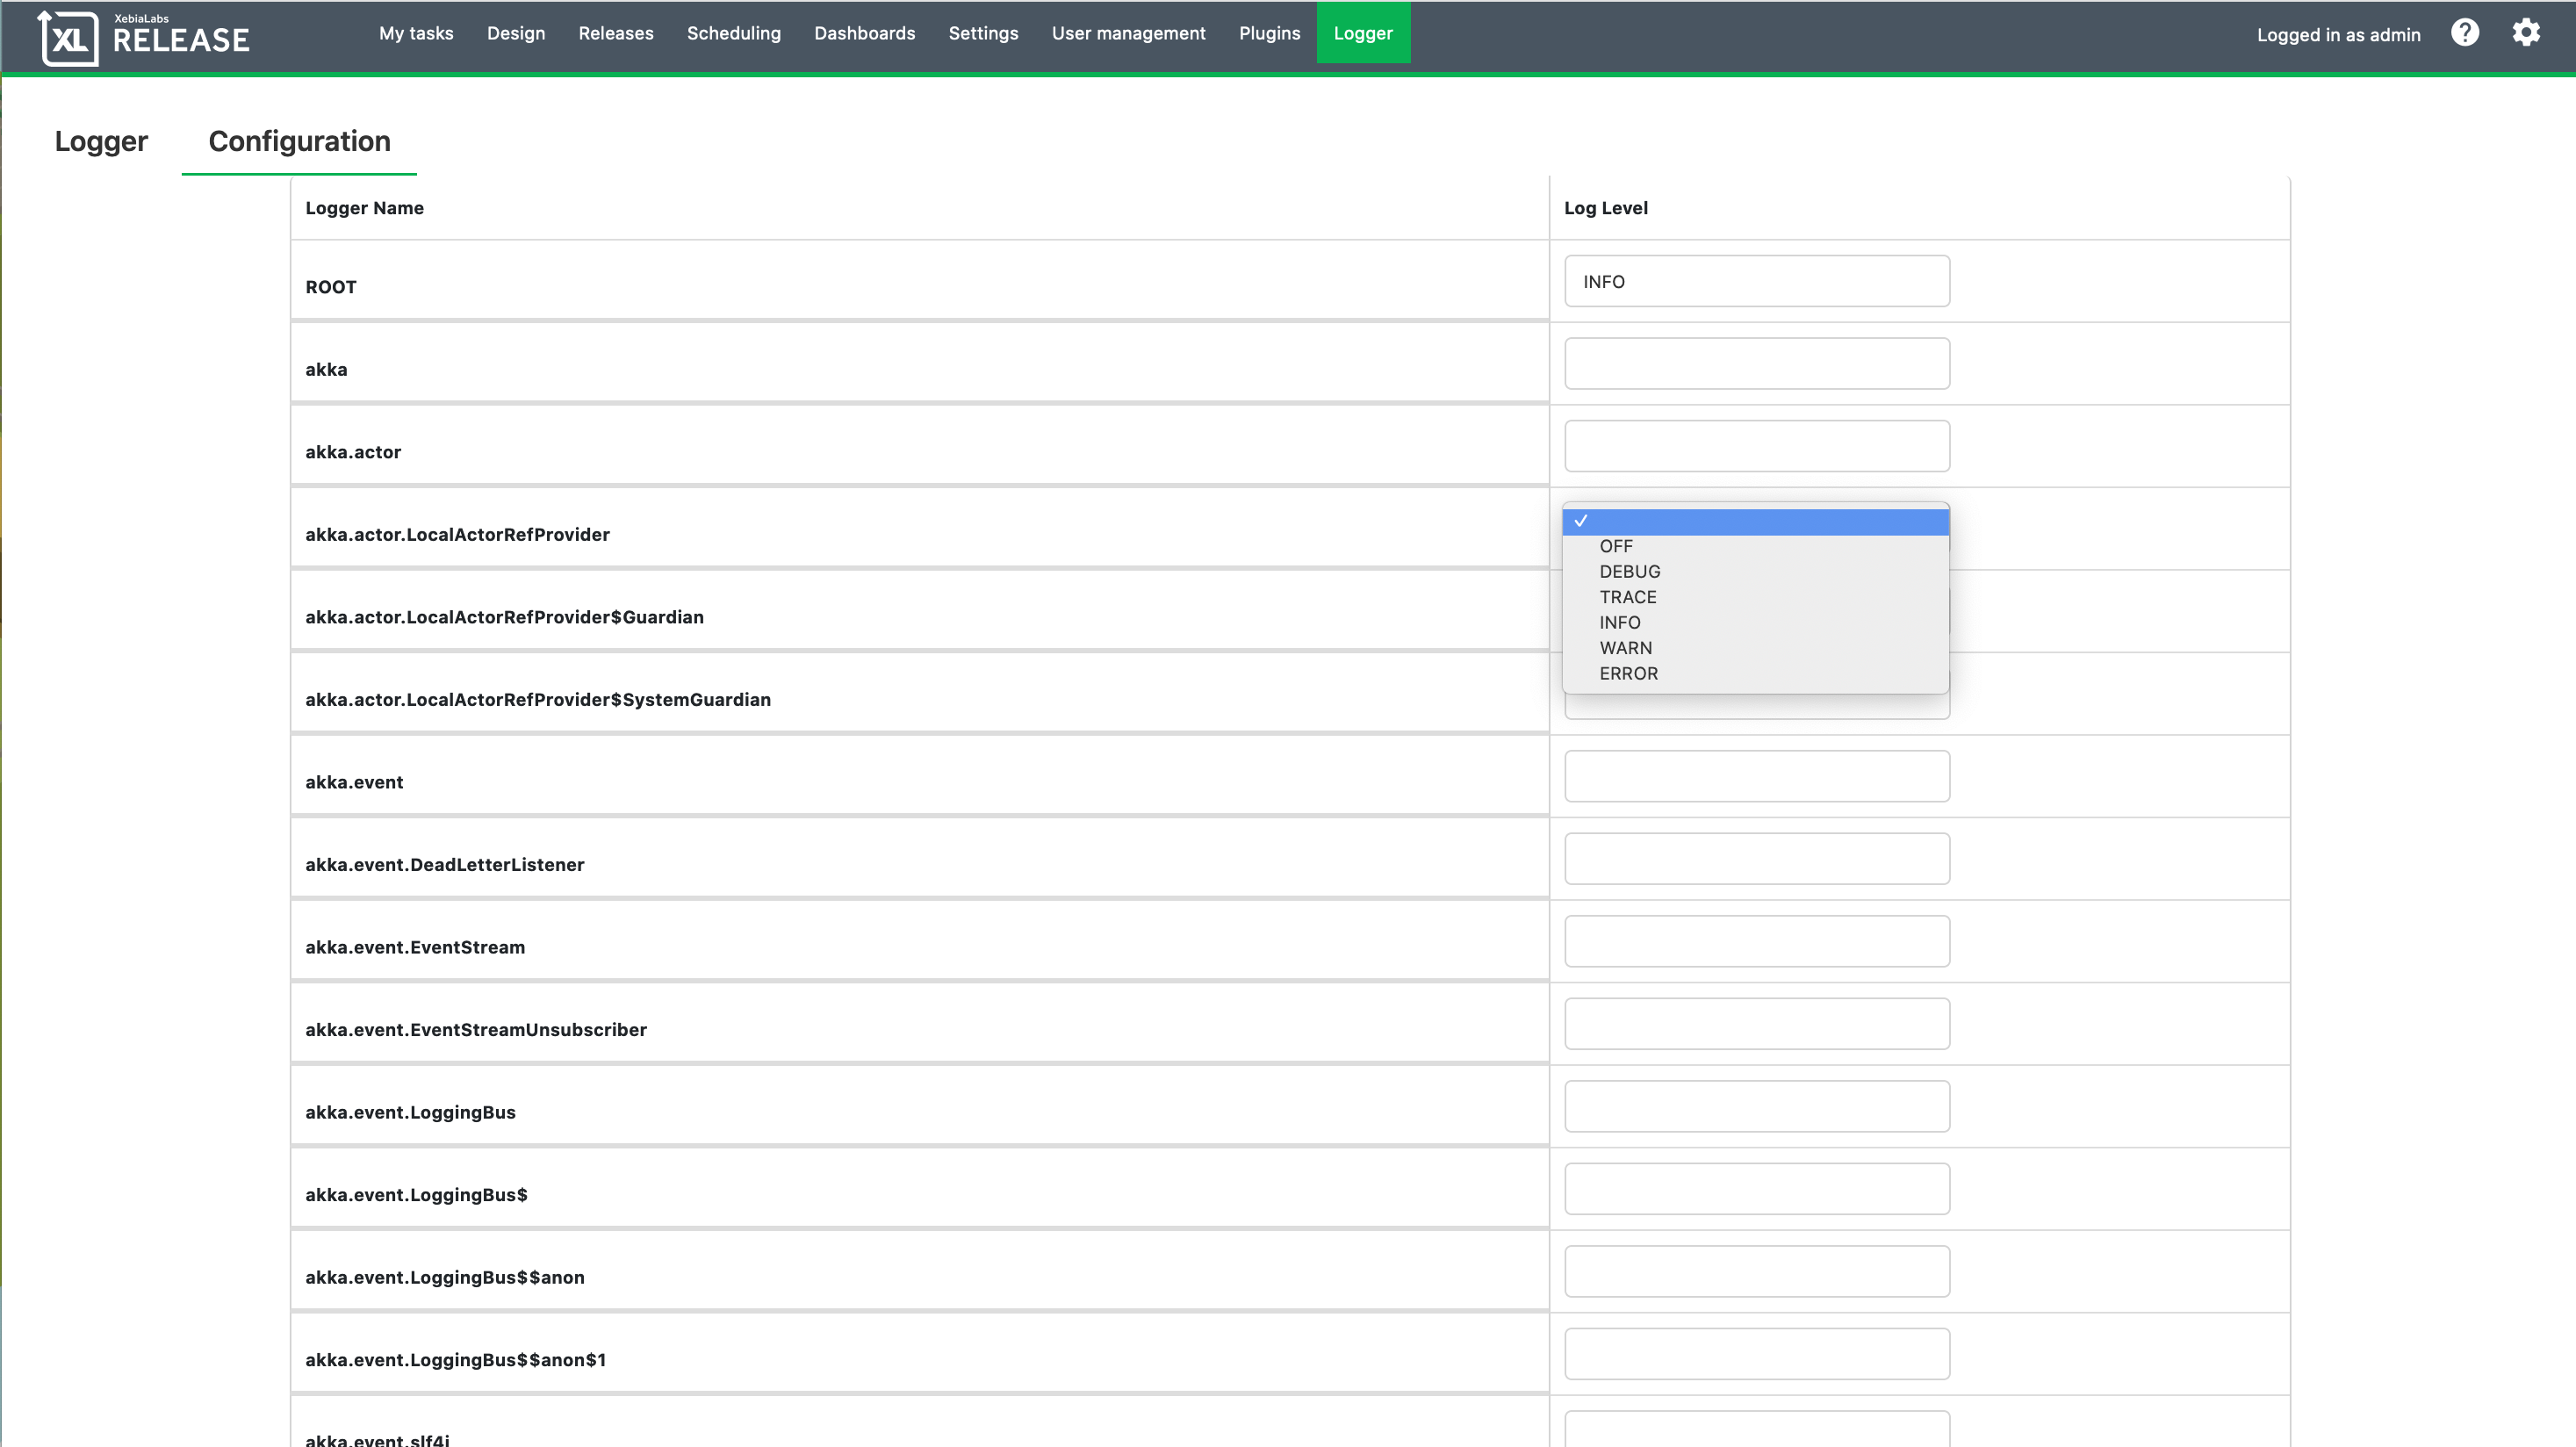 XebiaLabs
XL RELEASE
My tasks Design Releases Scheduling Dashboards Settings User management Plugins Logger Logged in as admin ?
Logger Configuration
Logger Name Log Level
ROOT INFO
akka
akka.actor
akka.actor.LocalActorRefProvider
OFF
DEBUG
TRACE
INFO
WARN
ERROR
akka.actor.LocalActorRefProvider$Guardian
akka.actor.LocalActorRefProvider$SystemGuardian
akka.event
akka.event.DeadLetterListener
akka.event.EventStream
akka.event.EventStreamUnsubscriber
akka.event.LoggingBus
akka.event.LoggingBus$
akka.event.LoggingBus$$anon
akka.event.LoggingBus$$anon$1
akka.event.slf4j